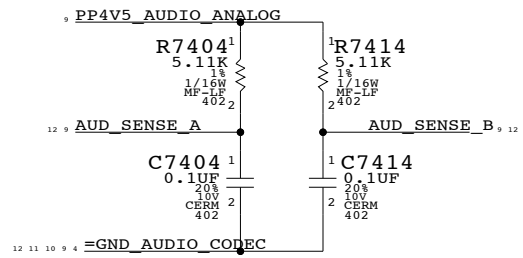 9 PP4V5_AUDIO_ANALOG
R7404 1
5.11K
1%
1/16W
MF-LF
402 2
1 R7414
5.11K
1%
1/16W
MF-LF
2 402
12 9 AUD_SENSE_A
AUD_SENSE_B 9 12
C7404 1
0.1UF
20%
10V
CERM
402
2
1 C7414
0.1UF
20%
10V
CERM
402
2
12 11 10 9 4 =GND_AUDIO_CODEC